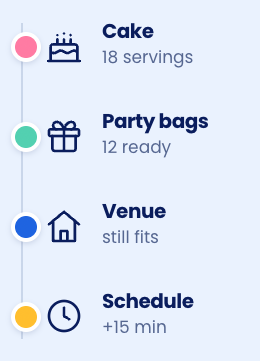 Cake
18 servings
Party bags
12 ready
Venue
still fits
Schedule
+15 min